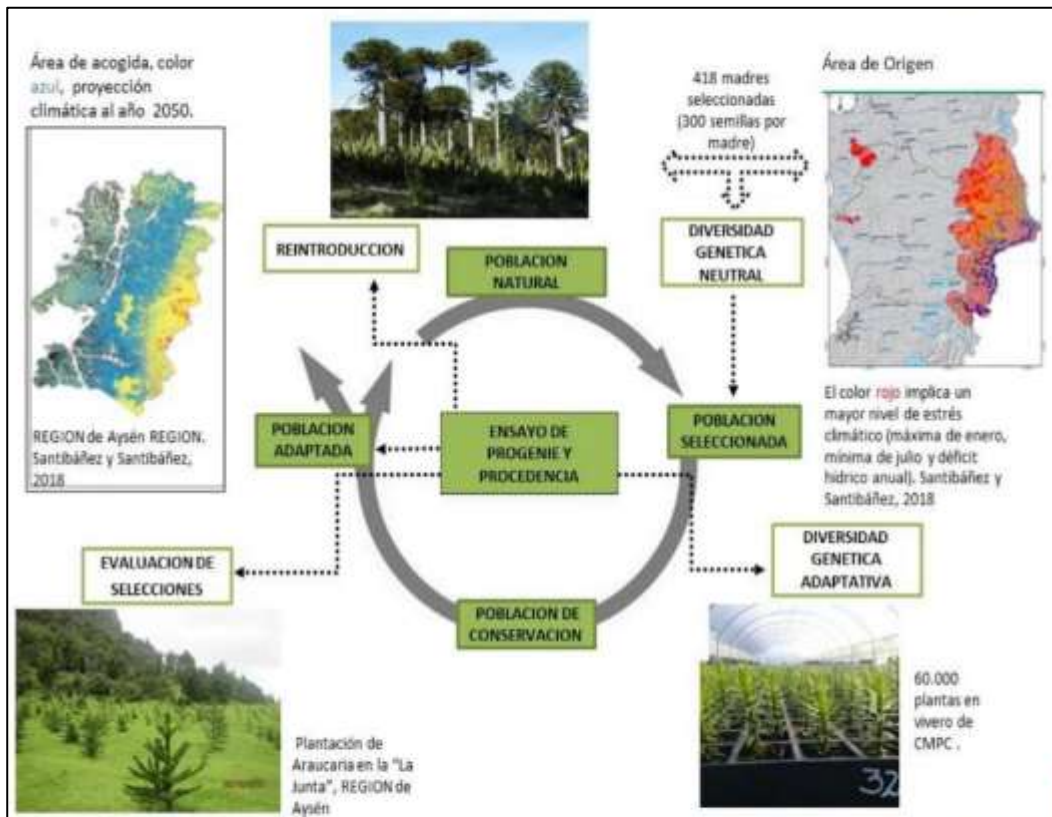 Área de acogida, color
azul, proyección
climática al año 2050.
REGION de Aysén REGION.
Santibáñez y Santibáñez,
2018
418 madres
seleccionadas
(300 semillas por
madre)
Área de Origen
REINTRODUCCION
POBLACION
NATURAL
DIVERSIDAD
GENETICA
NEUTRAL
POBLACION
ADAPTADA
ENSAYO DE
PROGENIE Y
PROCEDENCIA
POBLACION
SELECCIONADA
El color rojo implica un
mayor nivel de estrés
climático (máxima de enero,
mínima de julio y déficit
hídrico anual). Santibáñez y
Santibáñez, 2018
EVALUACION DE
SELECCIONES
POBLACION DE
CONSERVACION
DIVERSIDAD
GENETICA
ADAPTATIVA
Plantación de
Araucaria en la "La
Junta", REGION de
Aysén
32
60.000
plantas en
vivero de
CMPC .